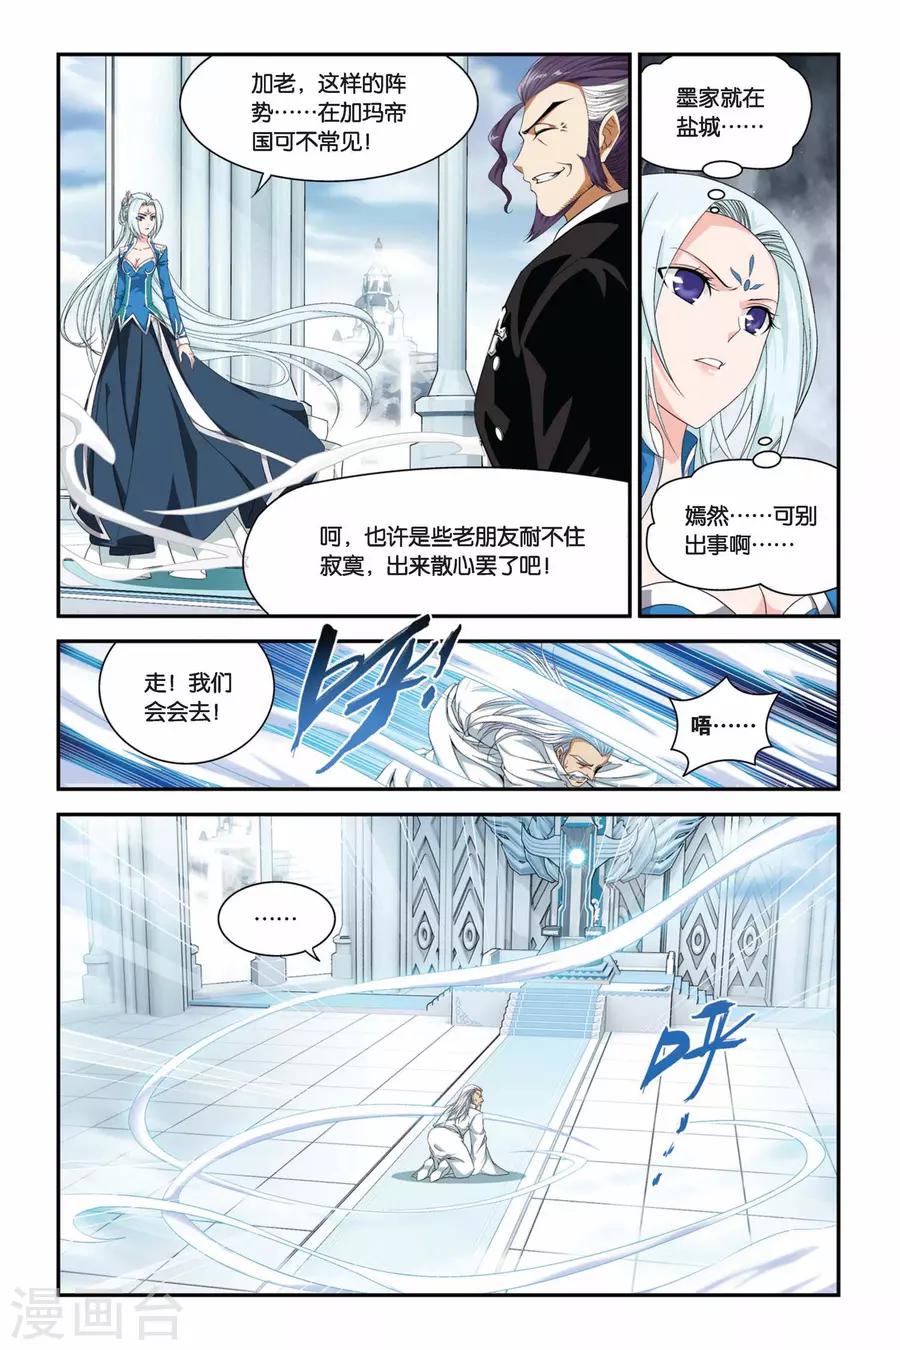 加老，这样的阵
势……在加玛帝
国可不常见！
墨家就在
盐城……
呵，也许是些老朋友耐不住
寂寞，出来散心罢了吧！
嫣然……可别
出事啊……
走！我们
会会去！
呼！
唔……
……
呼……
漫画台